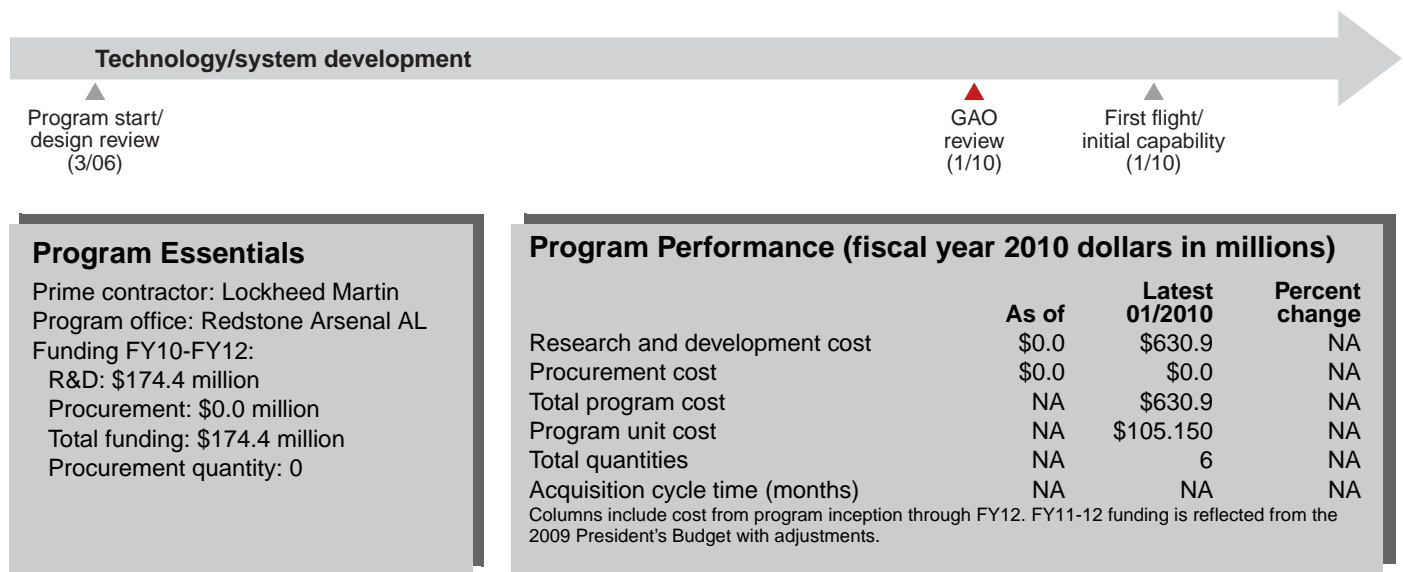 Technology/system development
Program start/
design review
(3/06)
GAO
review
(1/10)
First flight/
initial capability
(1/10)
Program Essentials
Prime contractor: Lockheed Martin
Program office: Redstone Arsenal AL
Funding FY10-FY12:
R&D: $174.4 million
Procurement: $0.0 million
Total funding: $174.4 million
Procurement quantity: 0
Program Performance (fiscal year 2010 dollars in millions)
As of Latest 01/2010 Percent change
Research and development cost $0.0 $630.9 NA
Procurement cost $0.0 $0.0 NA
Total program cost NA $630.9 NA
Program unit cost NA $105.150 NA
Total quantities NA 6 NA
Acquisition cycle time (months) NA NA NA
Columns include cost from program inception through FY12. FY11-12 funding is reflected from the
2009 President's Budget with adjustments.